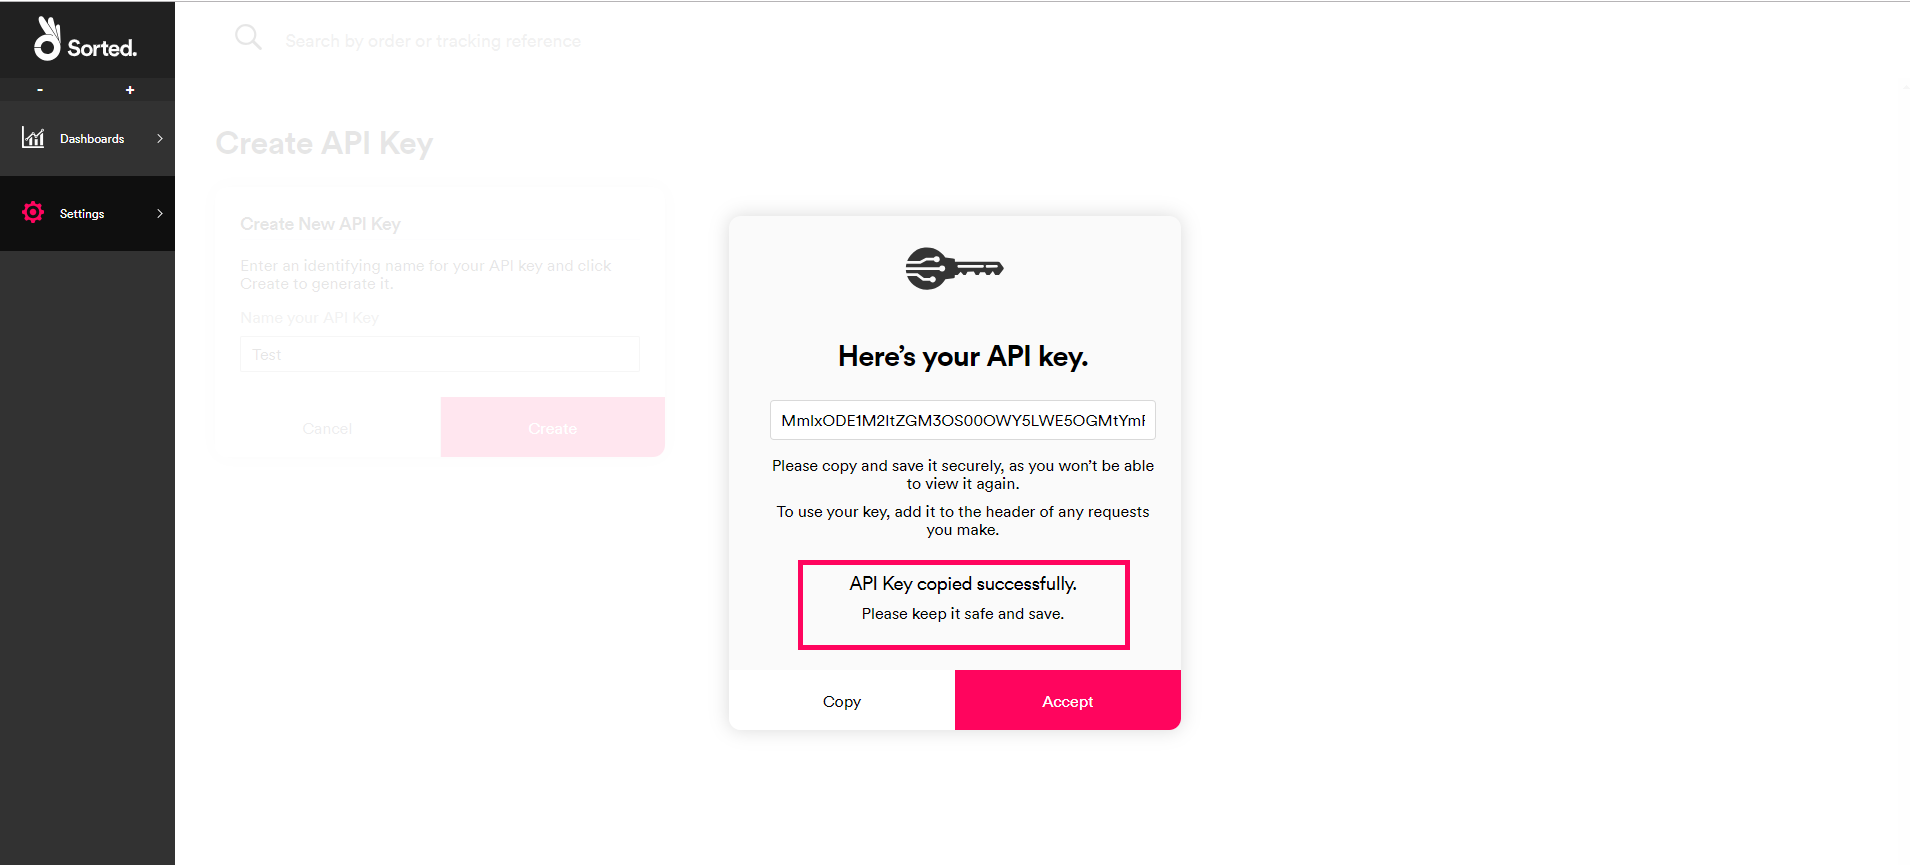 Sorted.
- +
Dashboards
Settings
Search by order or tracking reference
Create API Key
Create New API Key
Enter an identifying name for your API key and click
Create to generate it.
Name your API Key
Test
Cancel
Create
Here's your API key.
MmIxODE1M2ItZGM3OS00OWY5LWE5OGMtYmF
Please copy and save it securely, as you won't be able
to view it again.
To use your key, add it to the header of any requests
you make.
API Key copied successfully.
Please keep it safe and save.
Copy
Accept